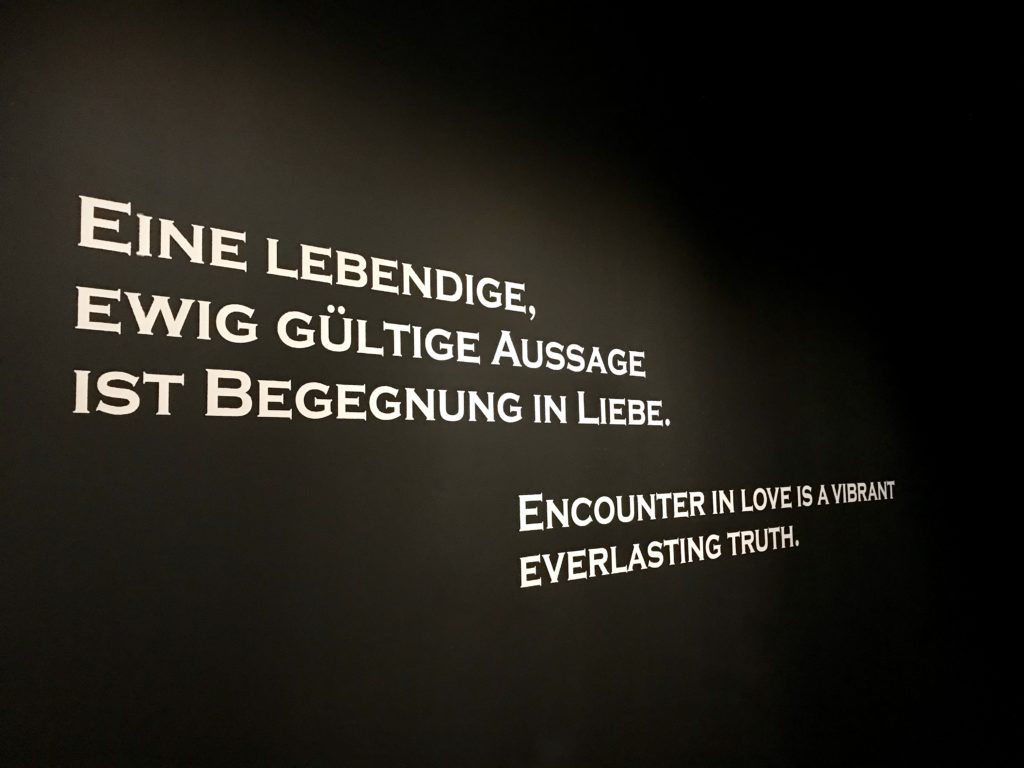 Eine lebendige,
ewig gültige Aussage
ist Begegnung in Liebe.
Encounter in love is a vibrant
everlasting truth.